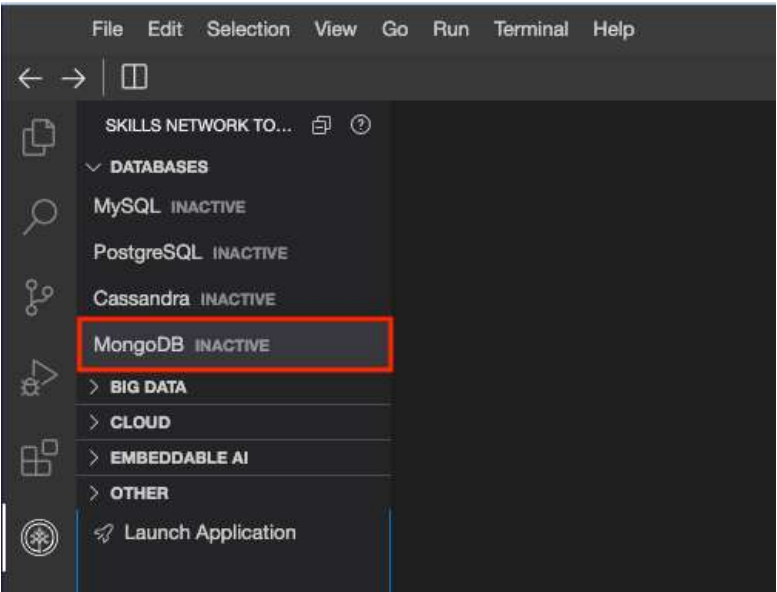 File Edit Selection View Go Run Terminal Help
SKILLS NETWORK TO...
DATABASES
MySQL INACTIVE
PostgreSQL INACTIVE
Cassandra INACTIVE
MongoDB INACTIVE
BIG DATA
CLOUD
EMBEDDABLE AI
OTHER
Launch Application